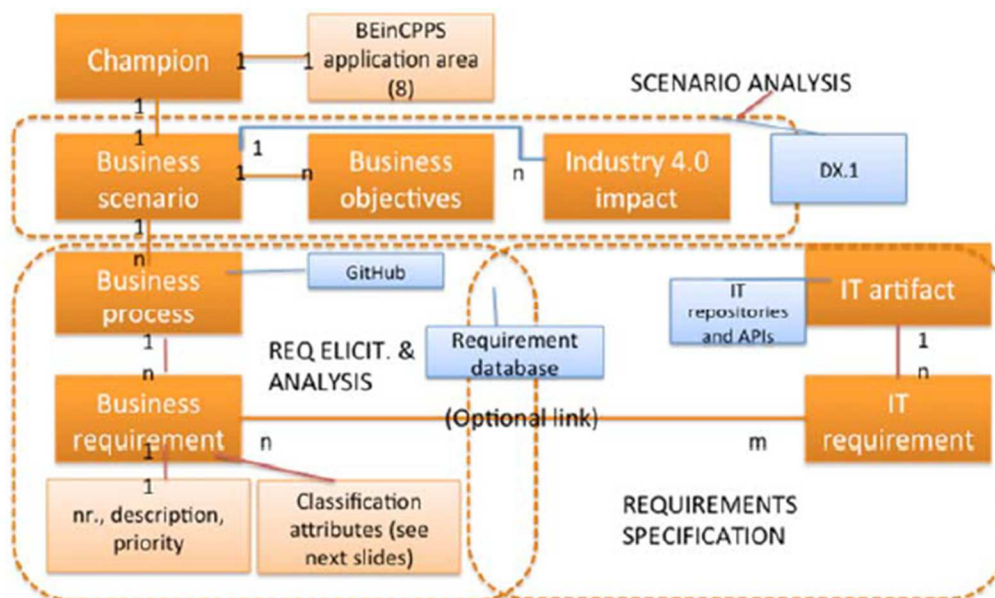 Champion
1
1
1
BEinCPPS
application area
(8)
SCENARIO ANALYSIS
1
Business
scenario
1
1
n
Business
objectives
n
Industry 4.0
impact
DX.1
1
n
Business
process
GitHub
IT artifact
IT
repositories
and APIs
1
n
REQ ELICIT. &
ANALYSIS
Requirement
database
1
n
Business
requirement
n
(Optional link)
m
IT
requirement
1
1
nr., description,
priority
Classification
attributes (see
next slides)
REQUIREMENTS
SPECIFICATION